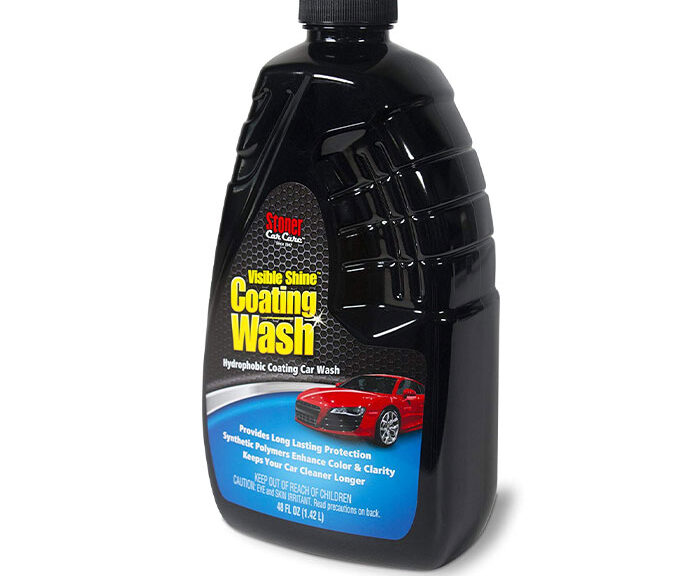 Stoner
Car Care
Since 1942
Visible Shine
Coating
Wash
Hydrophobic Coating Car Wash
Provides Long Lasting Protection
Synthetic Polymers Enhance Color & Clarity
Keeps Your Car Cleaner Longer
KEEP OUT OF REACH OF CHILDREN
CAUTION: EYE and SKIN IRRITANT. Read precautions on back.
48 FL OZ (1.42 L)